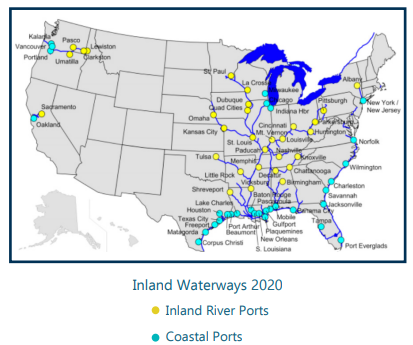 Kalama
Pasco
Lewiston
Vancouver
Portland
Clarkston
Umatilla
St. Paul
La Crosse
Milwaukee
Albany
Chicago
Dubuque
Quad Cities
Pittsburgh
New York /
New Jersey
Indiana Hbr
Sacramento
Omaha
Cincinnati
Parkersburg
Oakland
Kansas City
Mt. Vernon
Huntington
St. Louis
Louisville
Norfolk
Paducah
Nashville
Tulsa
Knoxville
Memphis
Wilmington
Little Rock
Decatur
Chattanooga
Vicksburg
Birmingham
Charleston
Shreveport
Savannah
Baton Rouge
Lake Charles
Pascagoula
Jacksonville
Houston
Panama City
Texas City
Mobile
Freeport
Port Arthur
Gulfport
Tampa
Matagorda
Beaumont
Plaquemines
New Orleans
Port Everglads
Corpus Christi
S. Louisiana
Inland Waterways 2020
Inland River Ports
Coastal Ports